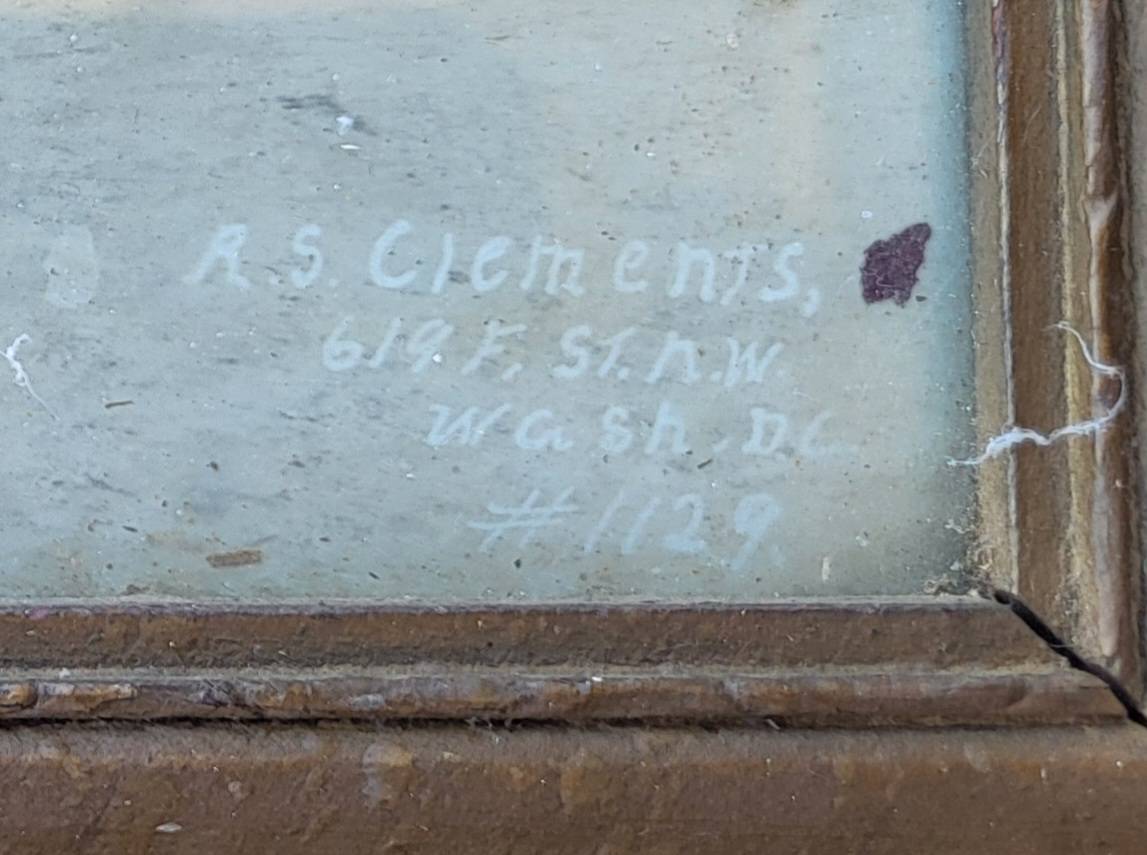 R.S. Clements,
619 F, ST. N.W.
Wash, D.C.
#1129